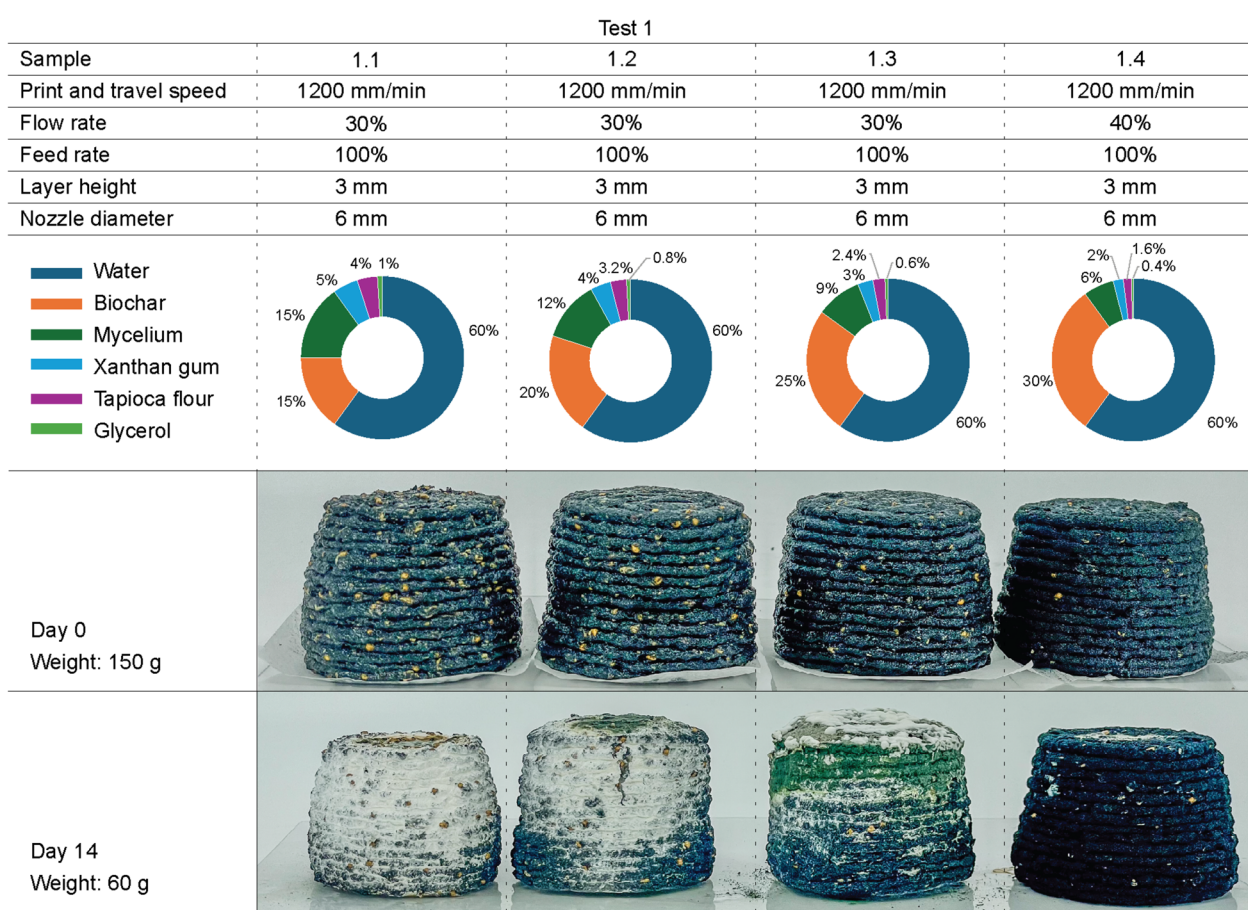 Test 1
Sample 1.1 1.2 1.3 1.4
Print and travel speed 1200 mm/min 1200 mm/min 1200 mm/min 1200 mm/min
Flow rate 30% 30% 30% 40%
Feed rate 100% 100% 100% 100%
Layer height 3 mm 3 mm 3 mm 3 mm
Nozzle diameter 6 mm 6 mm 6 mm 6 mm
Water
Biochar
Mycelium
Xanthan gum
Tapioca flour
Glycerol
5% 4% 1%
15% 60%
15%
4% 3.2% 0.8%
12% 60%
20%
2.4% 0.6%
3%
9%
25%
60%
1.6%
2% 0.4%
6%
30%
60%
Day 0
Weight: 150 g
Day 14
Weight: 60 g